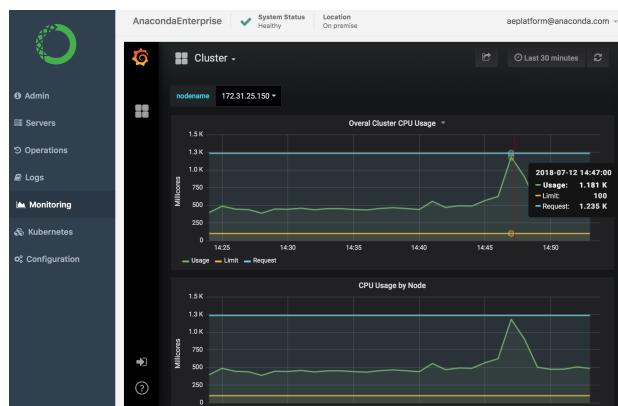 AnacondaEnterprise
System Status
Healthy
Location
On premise
aeplatform@anaconda.com
Admin
Servers
Operations
Logs
Monitoring
Kubernetes
Configuration
Cluster
Last 30 minutes
nodename 172.31.25.150
Overal Cluster CPU Usage
1.5 K
1.3 K
1.0 K
750
500
250
0
Millicores
14:25 14:30 14:35 14:40 14:45 14:50
2018-07-12 14:47:00
Usage: 1.181 K
Limit: 100
Request: 1.235 K
Usage Limit Request
CPU Usage by Node
1.5 K
1.3 K
1.0 K
750
500
250
0
Millicores
?